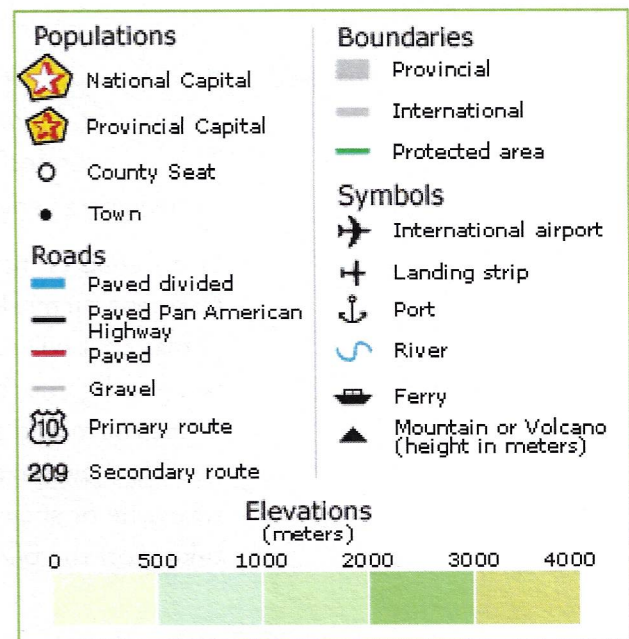 Populations
National Capital
Provincial Capital
County Seat
Town
Roads
Paved divided
Paved Pan American
Highway
Paved
Gravel
10 Primary route
209 Secondary route
Boundaries
Provincial
International
Protected area
Symbols
International airport
Landing strip
Port
River
Ferry
Mountain or Volcano
(height in meters)
Elevations
(meters)
0 500 1000 2000 3000 4000